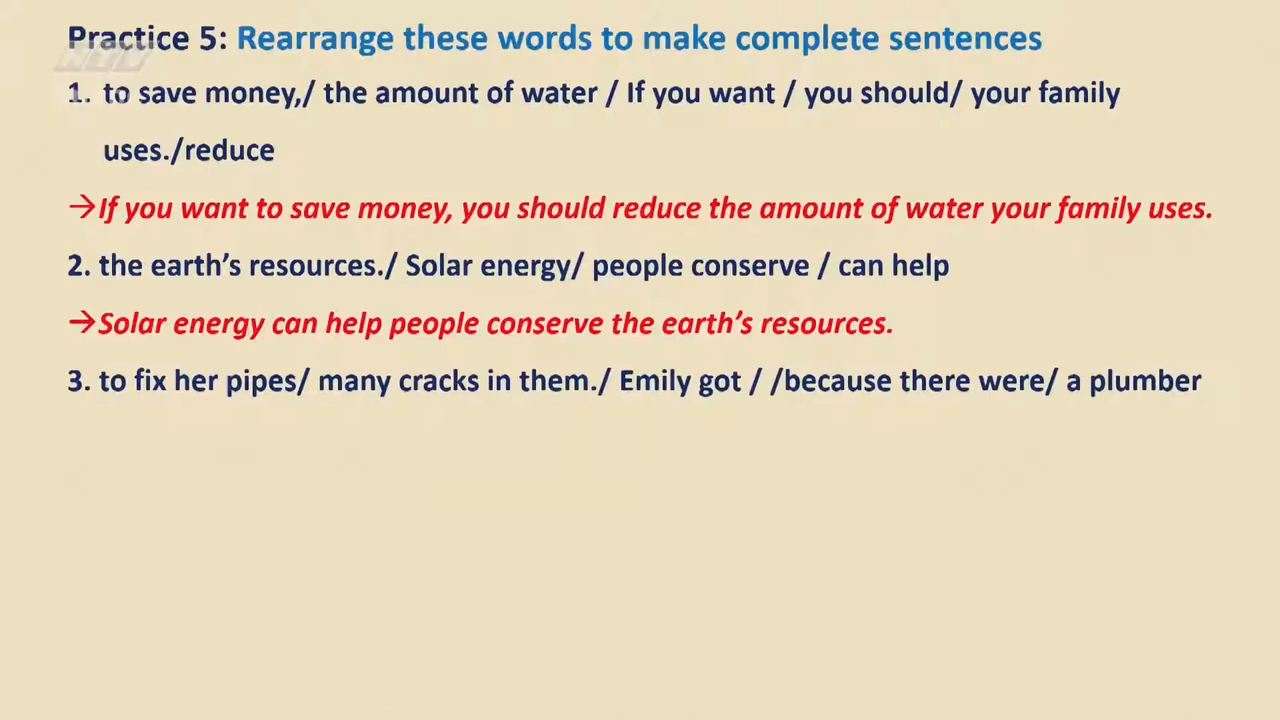 Practice 5: Rearrange these words to make complete sentences
1. to save money,/ the amount of water / If you want / you should/ your family
uses./reduce
→If you want to save money, you should reduce the amount of water your family uses.
2. the earth’s resources./ Solar energy/ people conserve / can help
→Solar energy can help people conserve the earth’s resources.
3. to fix her pipes/ many cracks in them./ Emily got / /because there were/ a plumber